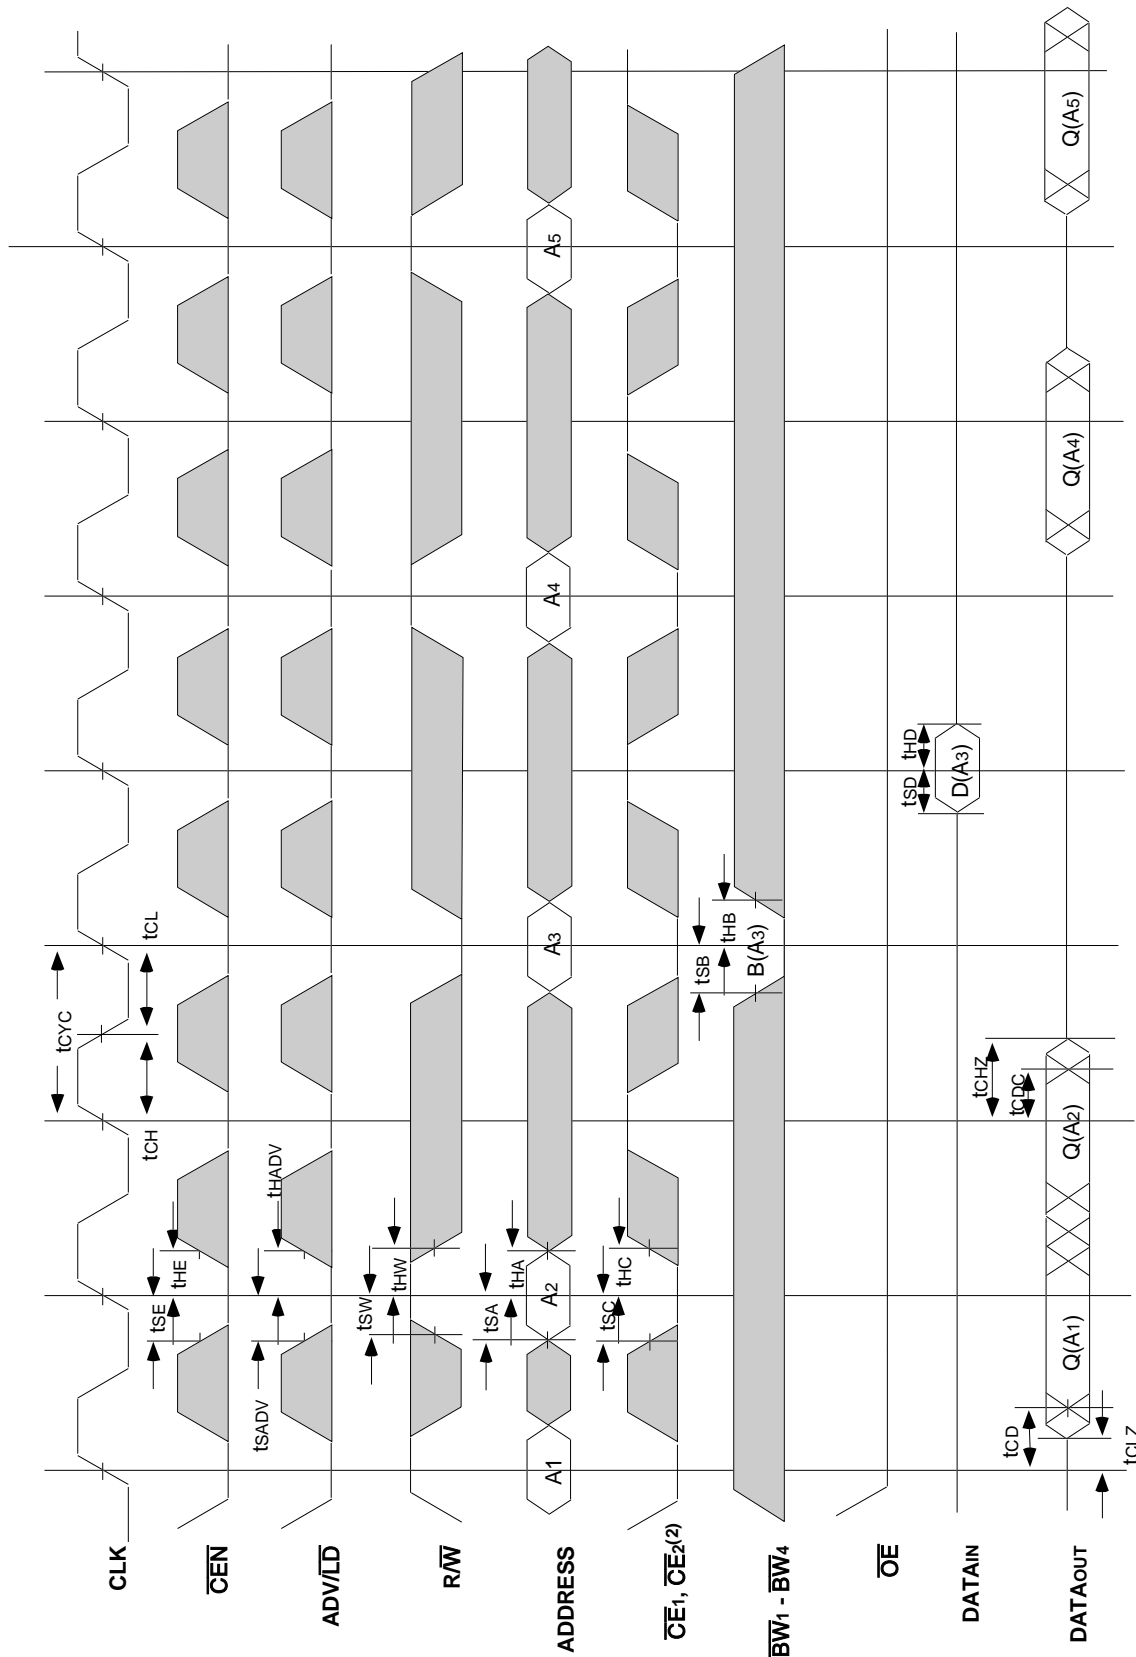 tCYC
tCH
tCL
CLK
tSE
tHE
CEN
tSADV
tHADV
ADV/LD
tSW
tHW
R/W
tSA
tHA
ADDRESS
A1
A2
A3
A4
A5
tSC
tHC
CE1, CE2(2)
tSB
tHB
B(A3)
BW1 - BW4
OE
tSD
tHD
D(A3)
DATAIN
tCD
tCLZ
tCHZ
tCDC
Q(A1)
Q(A2)
Q(A4)
Q(A5)
DATAOUT